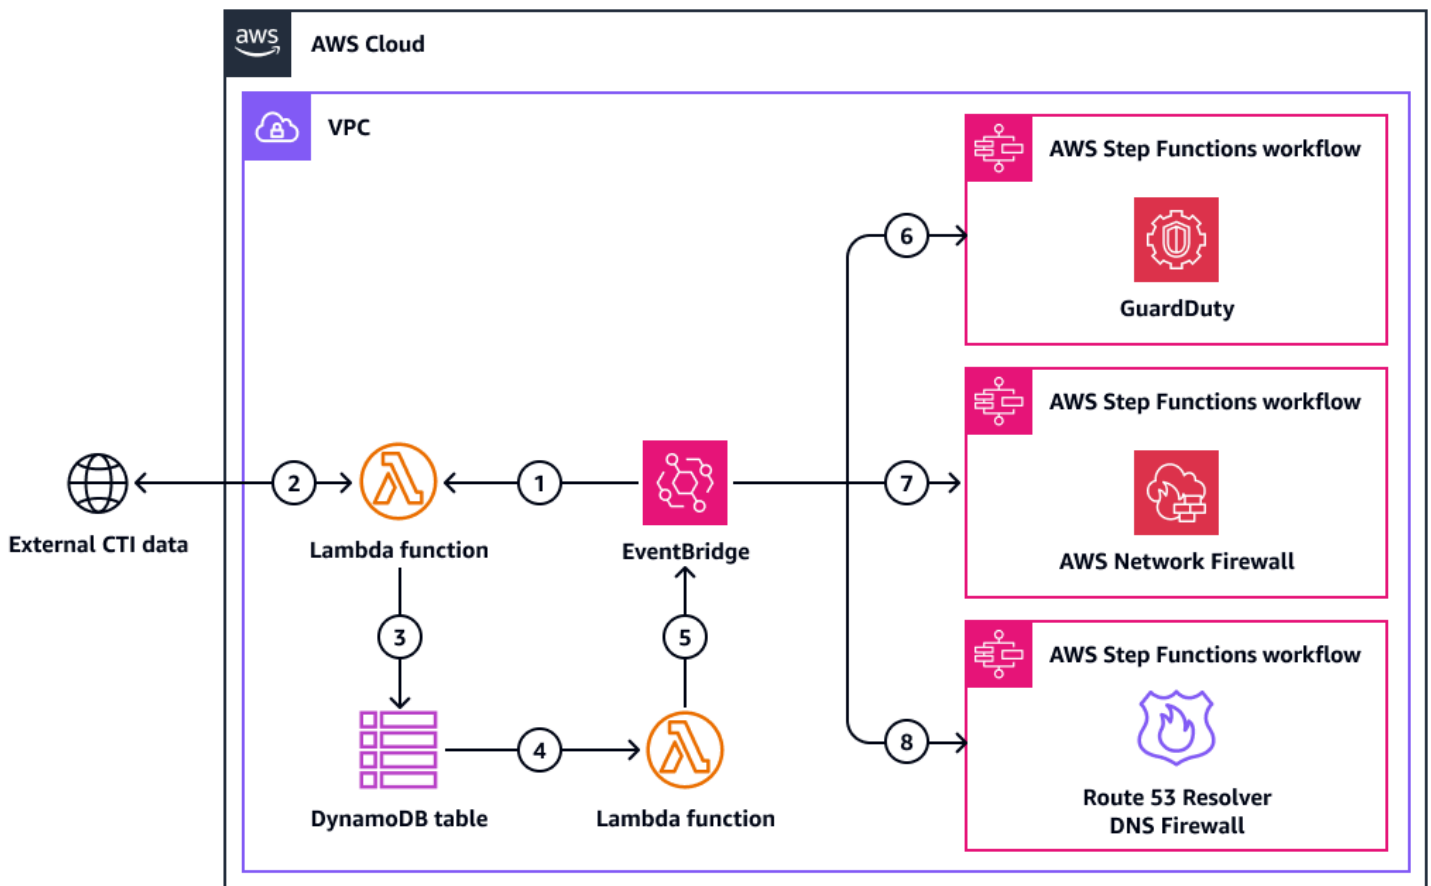 aws
AWS Cloud
VPC
AWS Step Functions workflow
6
GuardDuty
AWS Step Functions workflow
External CTI data
2
Lambda function
1
EventBridge
7
AWS Network Firewall
3
5
AWS Step Functions workflow
DynamoDB table
4
Lambda function
8
Route 53 Resolver
DNS Firewall